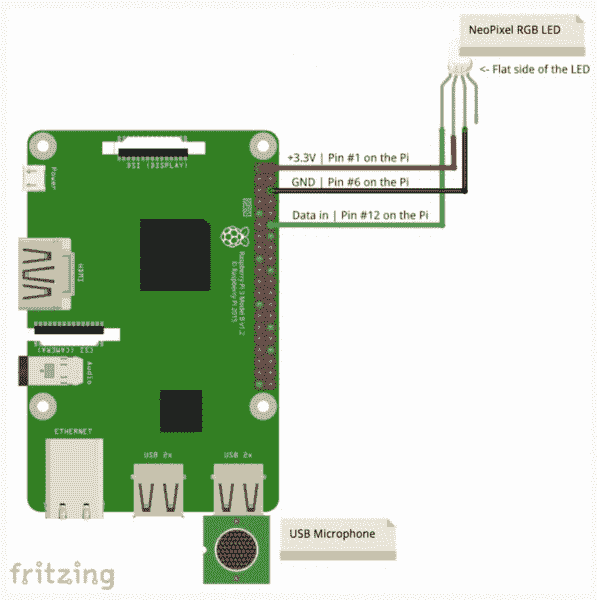 NeoPixel RGB LED
<- Flat side of the LED
+3.3V | Pin #1 on the Pi
GND | Pin #6 on the Pi
Data in | Pin #12 on the Pi
DSI (DISPLAY)
Power
HDMI
Raspberry Pi 3 Model B v1.2
© Raspberry Pi 2015
CSI (CAMERA)
Audio
ETHERNET
USB 2x
USB 2x
USB Microphone
fritzing